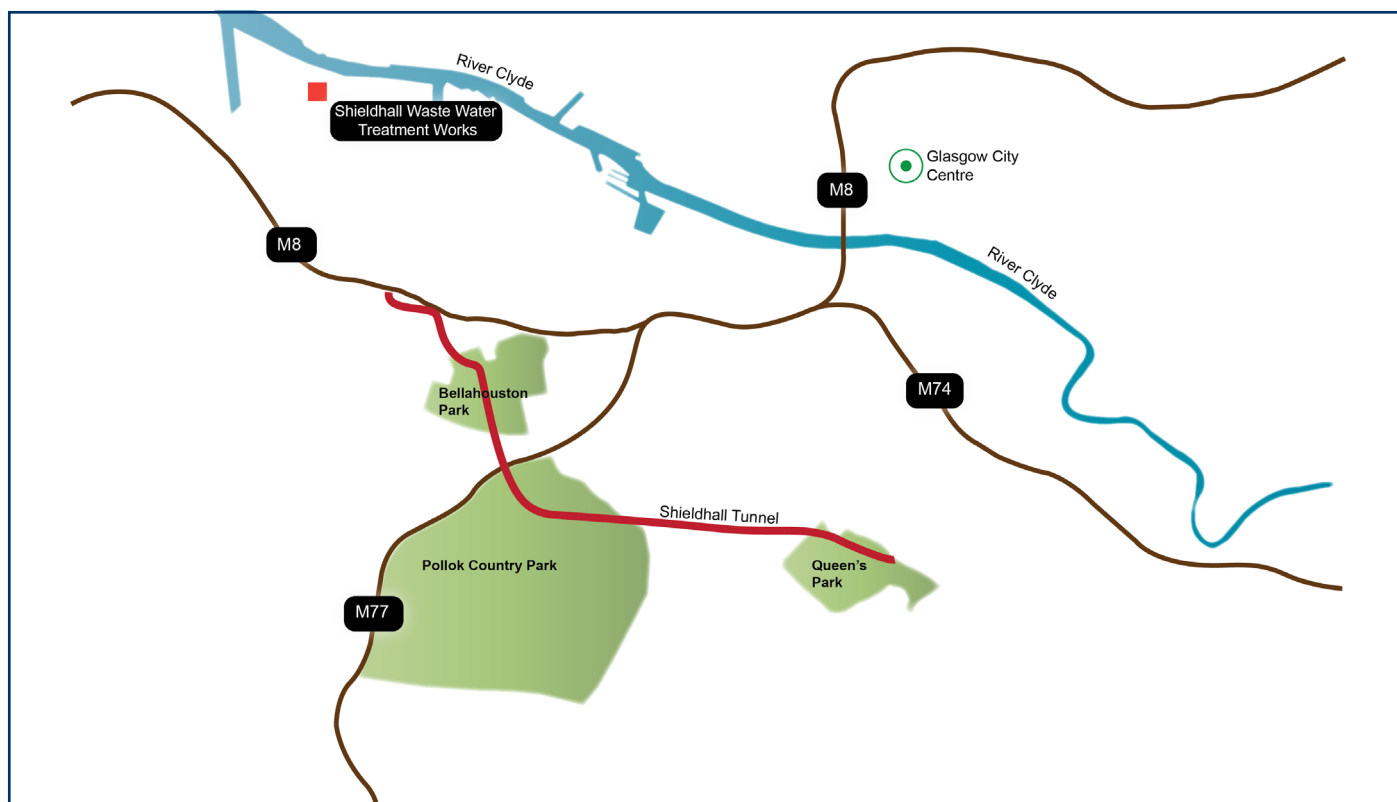 River Clyde
Shieldhall Waste Water
Treatment Works
Glasgow City
Centre
M8
M8
River Clyde
Bellahouston
Park
M74
Shieldhall Tunnel
Pollok Country Park
Queen’s
Park
M77